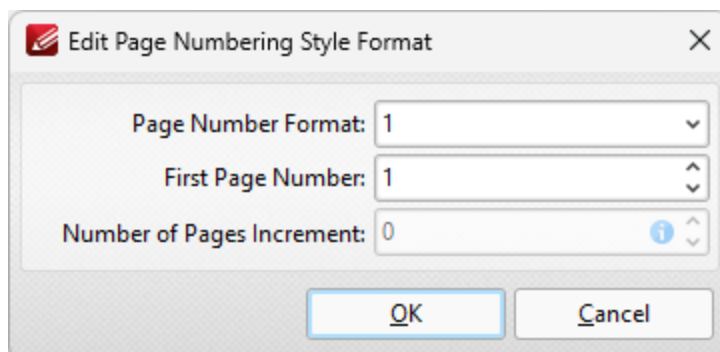 Edit Page Numbering Style Format
Page Number Format: 1
First Page Number: 1
Number of Pages Increment: 0
OK Cancel